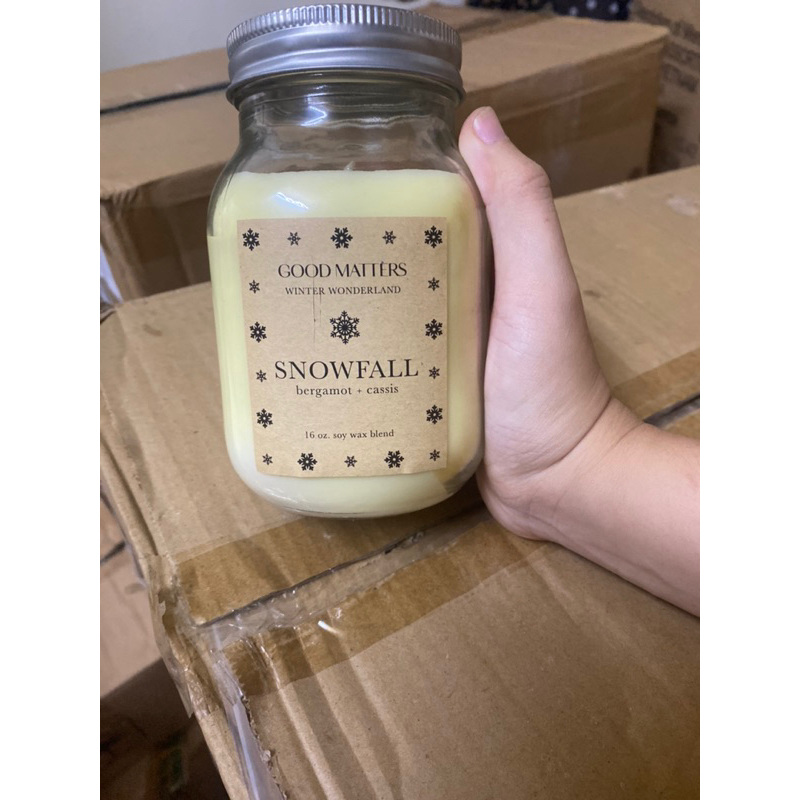 GOOD MATTERS
WINTER WONDERLAND
SNOWFALL
bergamot + cassis
16 oz. soy wax blend